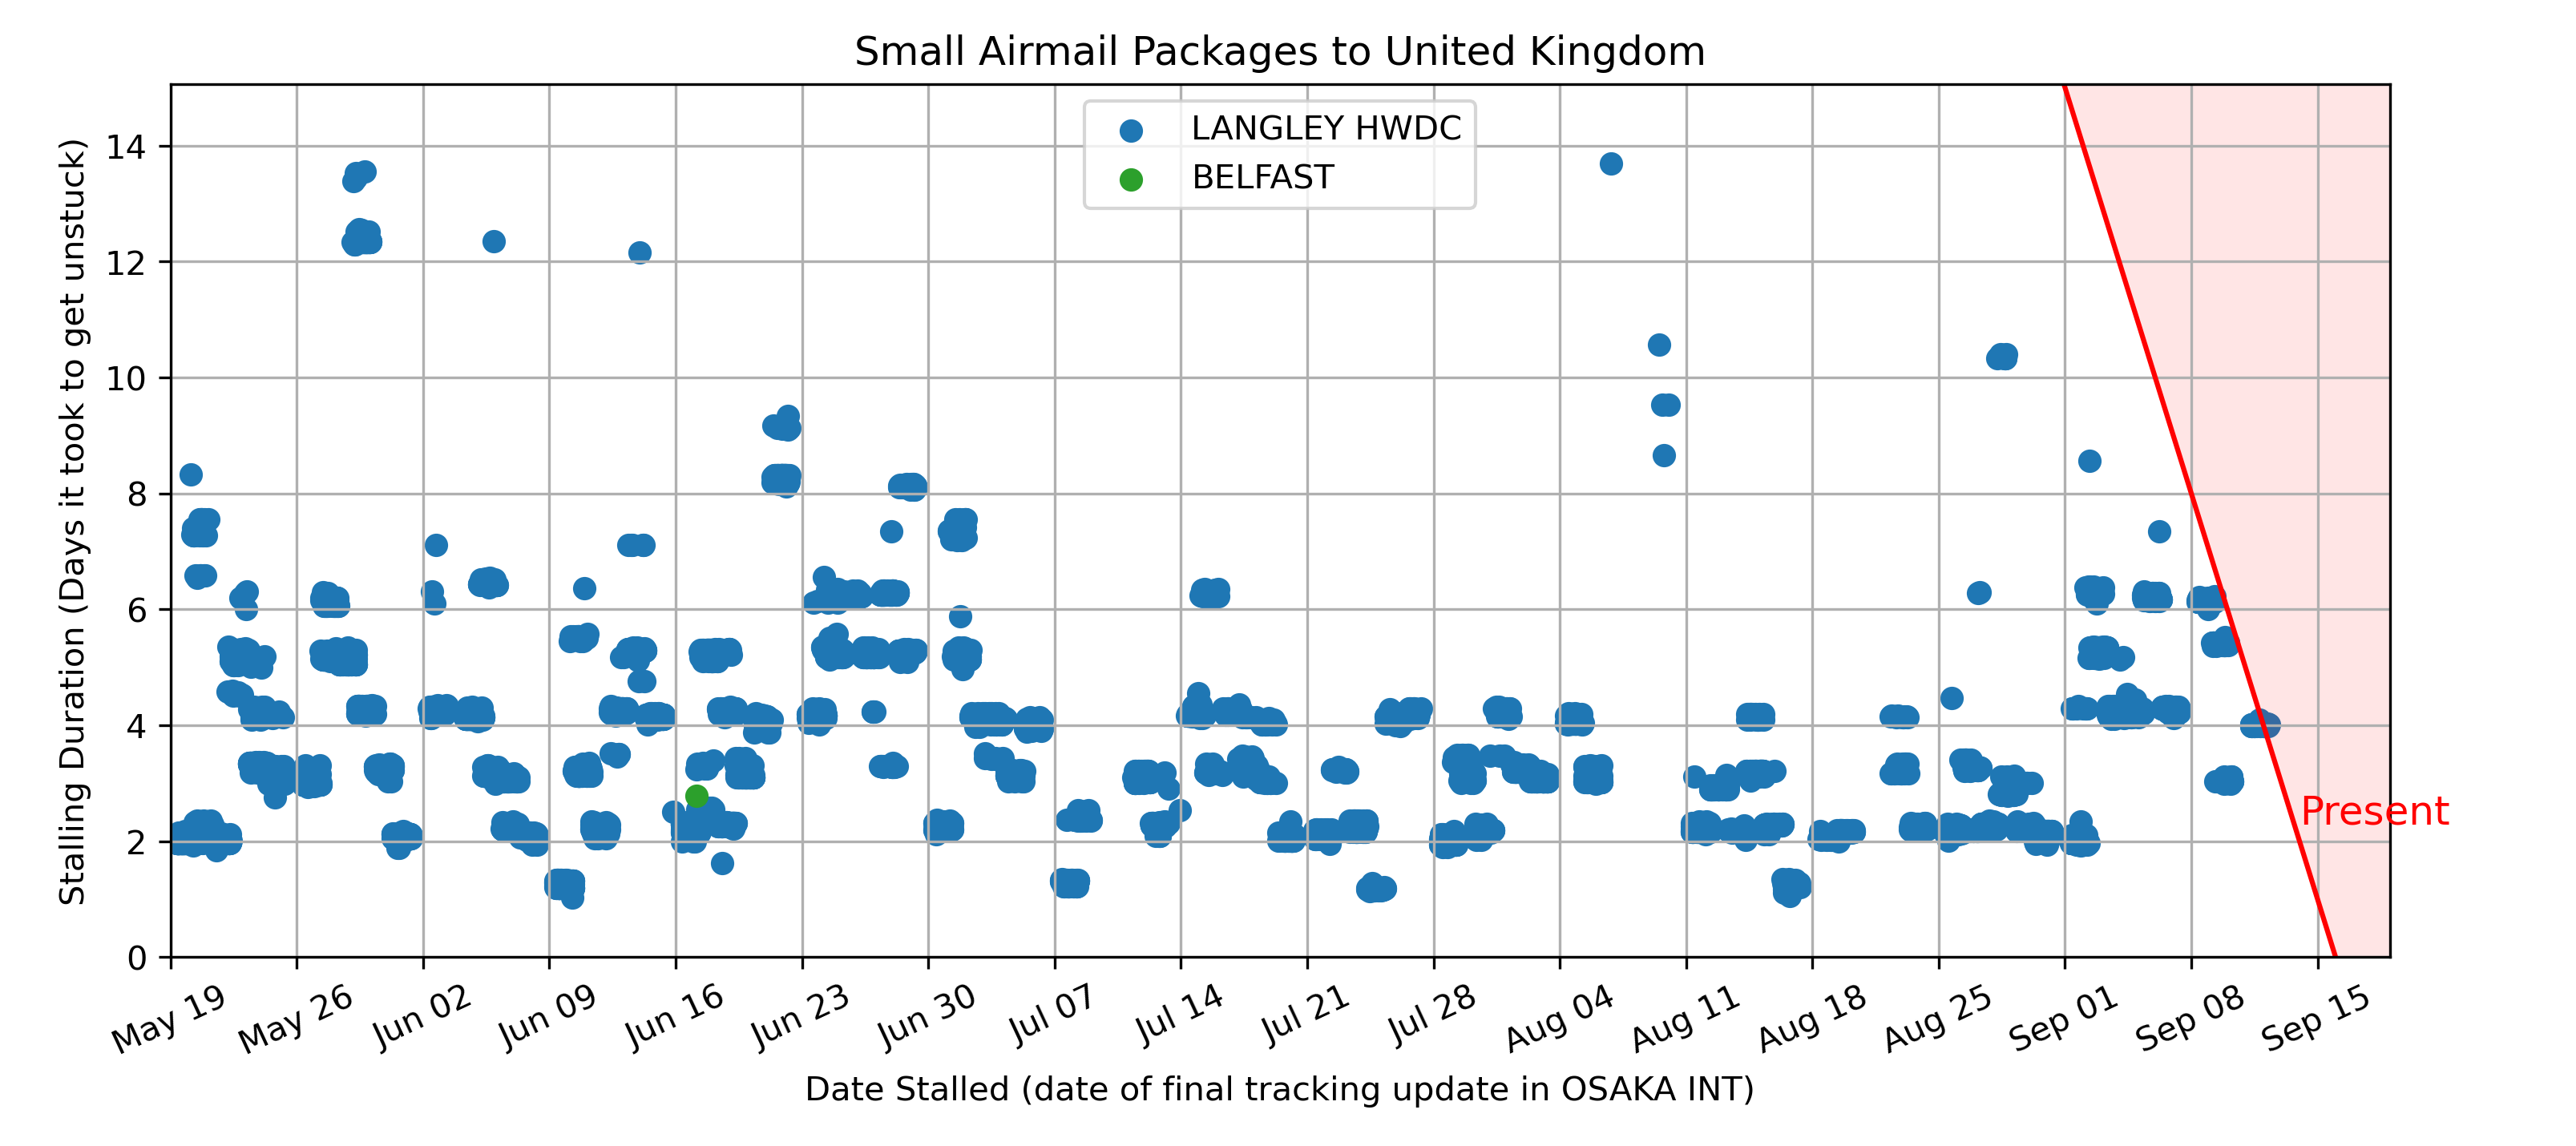 Small Airmail Packages to United Kingdom
LANGLEY HWDC
BELFAST
Stalling Duration (Days it took to get unstuck)
14
12
10
8
6
4
2
0
Present
May 19
May 26
Jun 02
Jun 09
Jun 16
Jun 23
Jun 30
Jul 07
Jul 14
Jul 21
Jul 28
Aug 04
Aug 11
Aug 18
Aug 25
Sep 01
Sep 08
Sep 15
Date Stalled (date of final tracking update in OSAKA INT)